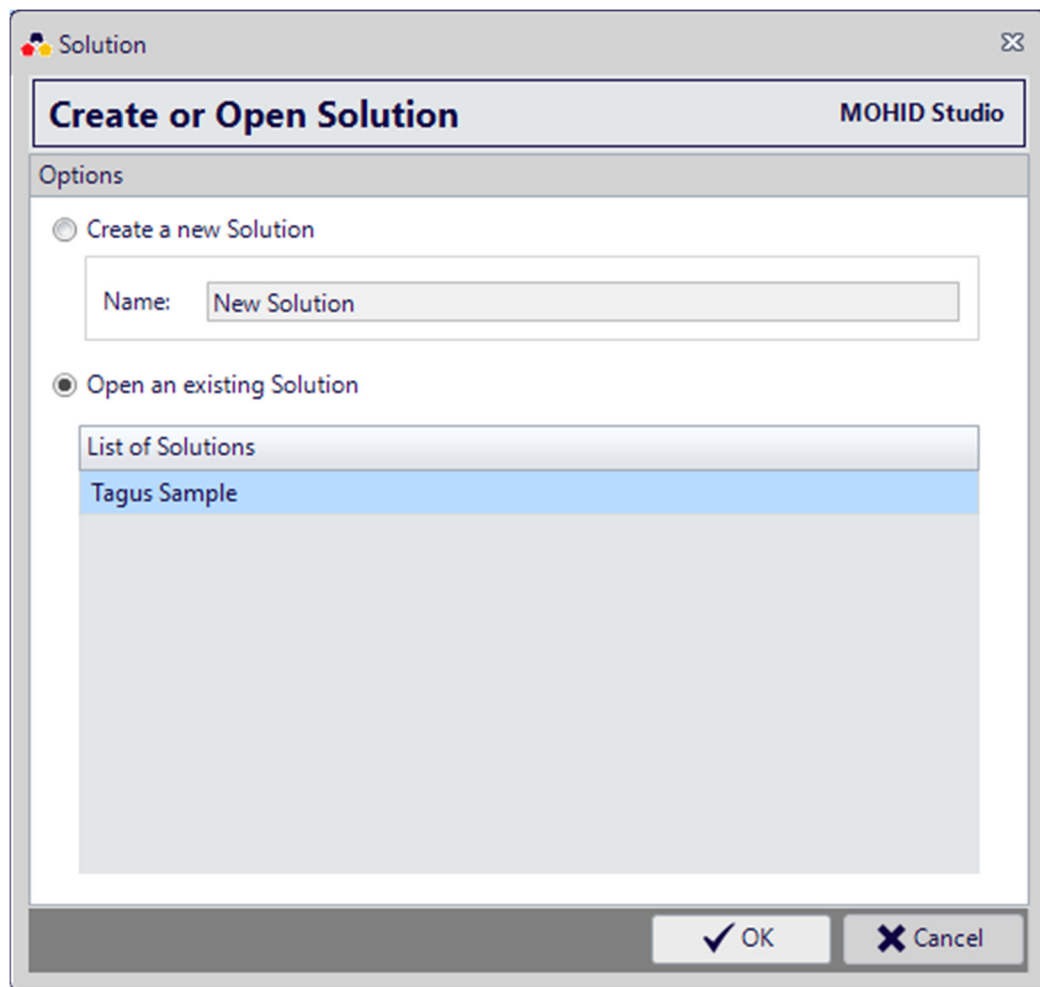 Solution
Create or Open Solution MOHID Studio
Options
Create a new Solution
Name: New Solution
Open an existing Solution
List of Solutions
Tagus Sample
OK Cancel